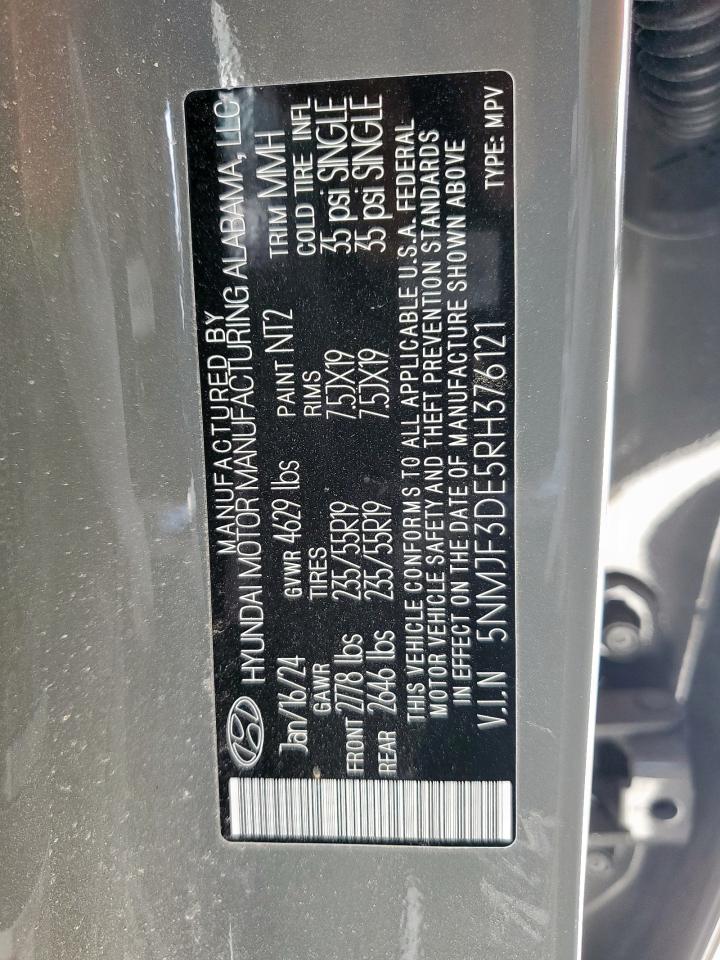 MANUFACTURED BY
HYUNDAI MOTOR MANUFACTURING ALABAMA, LLC
Jan/16/24 GVWR 4629 lbs PAINT NT2 TRIM MMH
GAWR TIRES RIMS COLD TIRE INFL
FRONT 2778 lbs 235/55R19 7.5JX19 35 psi SINGLE
REAR 2646 lbs 235/55R19 7.5JX19 35 psi SINGLE
THIS VEHICLE CONFORMS TO ALL APPLICABLE U.S.A. FEDERAL
MOTOR VEHICLE SAFETY AND THEFT PREVENTION STANDARDS
IN EFFECT ON THE DATE OF MANUFACTURE SHOWN ABOVE
V.I.N 5NMJF3DE5RH376121 TYPE: MPV